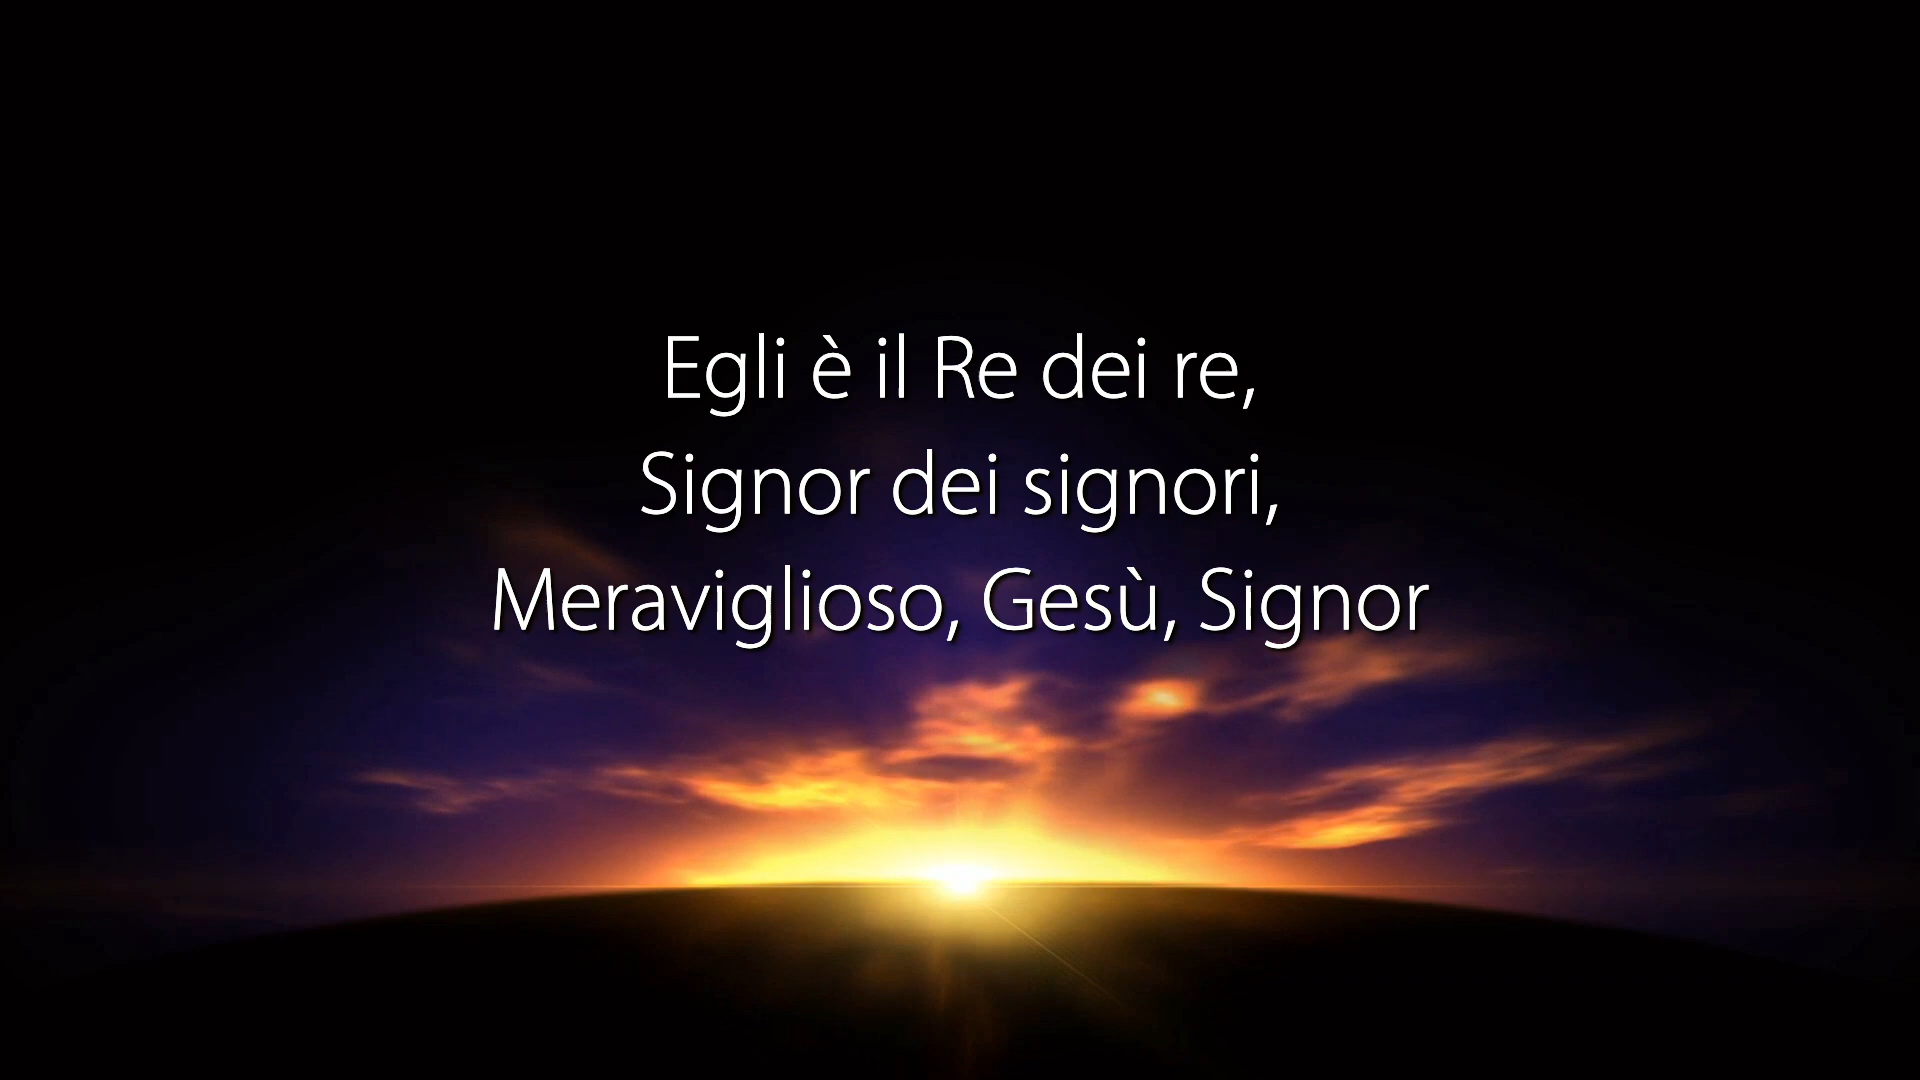 Egli è il Re dei re,
Signor dei signori,
Meraviglioso, Gesù, Signor